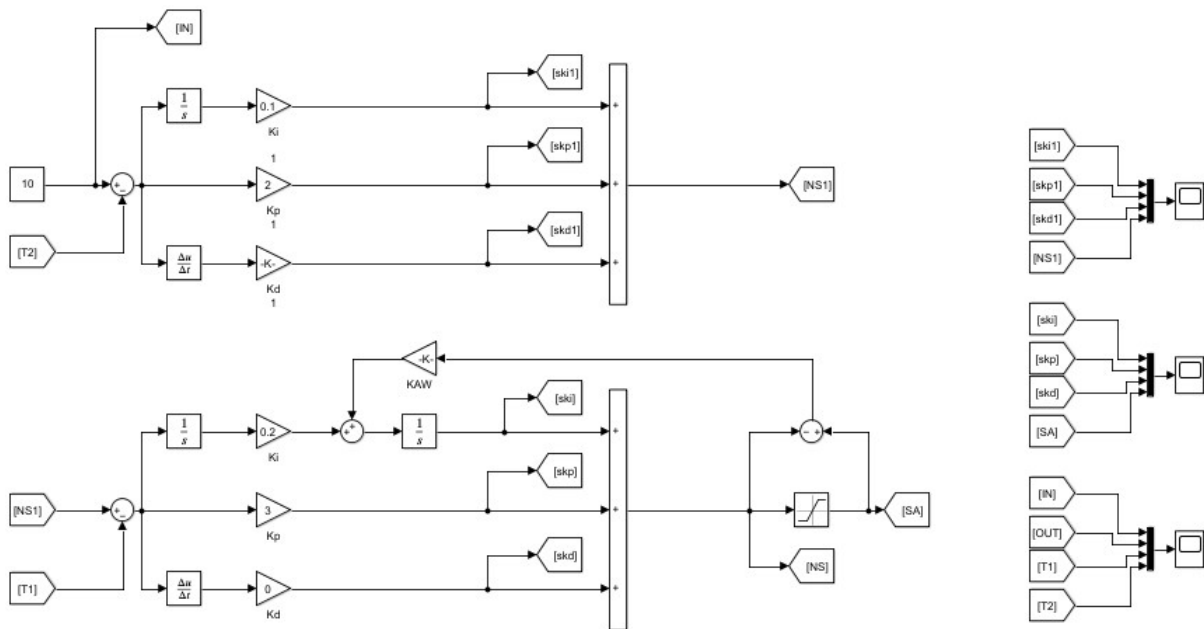 [IN]
[ski1]
1
s
0.1
+
Ki
1
[skp1]
10
+
−
2
+
[NS1]
Kp
1
[skd1]
[T2]
Δu
Δt
-K-
+
Kd
1
-K-
KAW
[ski]
1
s
0.2
+
+
1
s
+
−
+
Ki
[skp]
[NS1]
+
−
3
+
[SA]
Kp
[skd]
[NS]
[T1]
Δu
Δt
0
+
Kd
[ski1]
[skp1]
[skd1]
[NS1]
[ski]
[skp]
[skd]
[SA]
[IN]
[OUT]
[T1]
[T2]